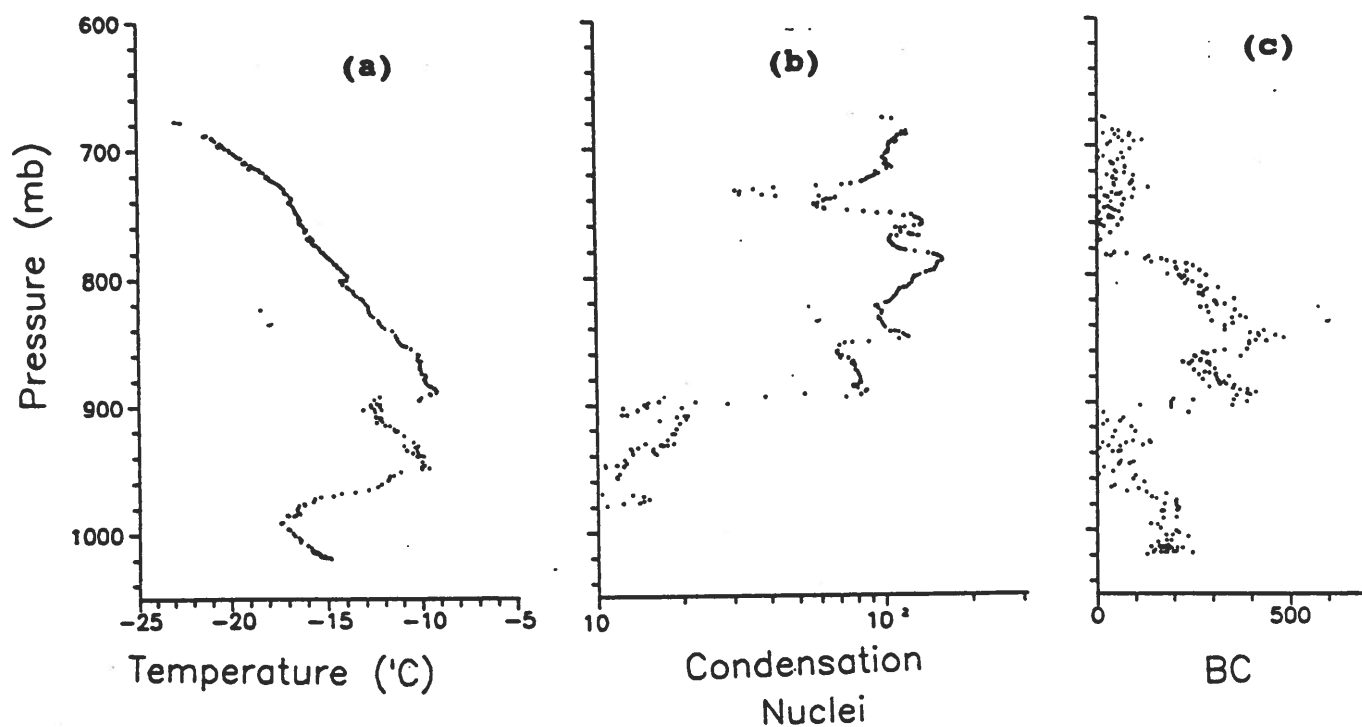 (a)
(b)
(c)
Pressure (mb)
600
700
800
900
1000
-25
-20
-15
-10
-5
Temperature ('C)
10
10²
Condensation
Nuclei
0
500
BC